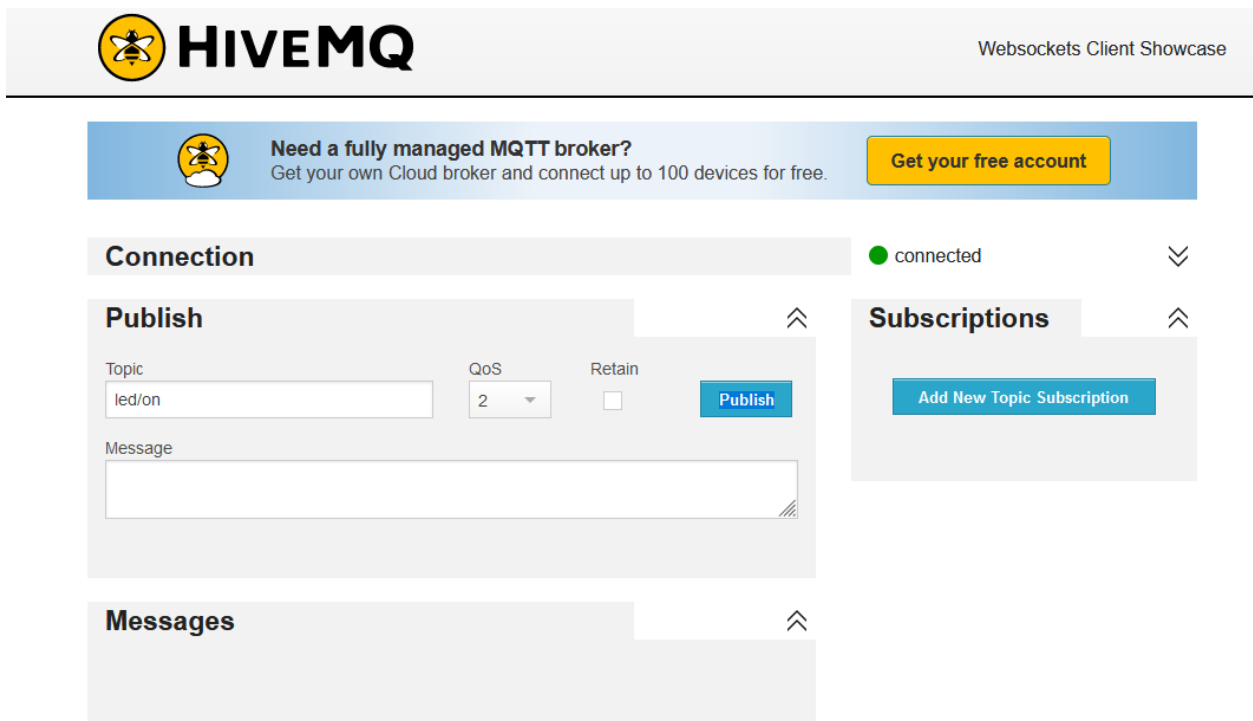 HIVEMQ
Websockets Client Showcase
Need a fully managed MQTT broker?
Get your own Cloud broker and connect up to 100 devices for free.
Get your free account
Connection
connected
Publish
Subscriptions
Topic
QoS
Retain
led/on
2
Publish
Add New Topic Subscription
Message
Messages